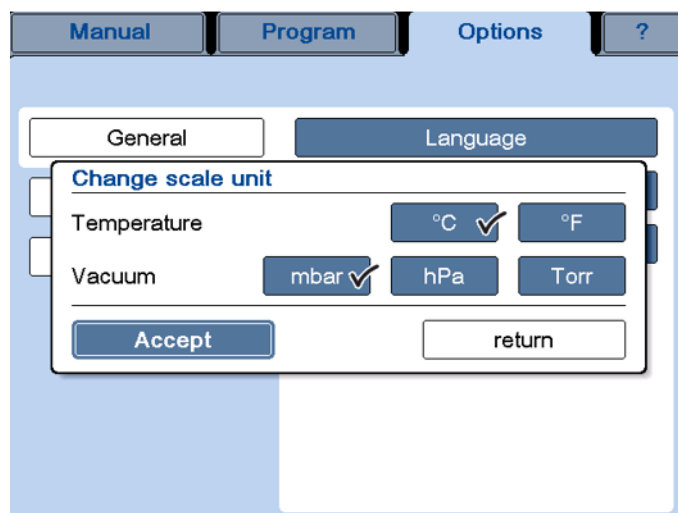 Manual Program Options ?
General Language
Change scale unit
Temperature °C °F
Vacuum mbar hPa Torr
Accept return